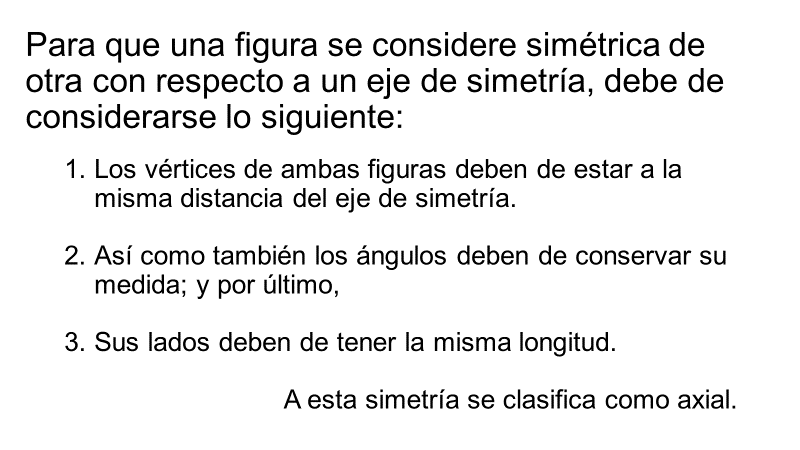 Para que una figura se considere simétrica de
otra con respecto a un eje de simetría, debe de
considerarse lo siguiente:
1. Los vértices de ambas figuras deben de estar a la
misma distancia del eje de simetría.
2. Así como también los ángulos deben de conservar su
medida; y por último,
3. Sus lados deben de tener la misma longitud.
A esta simetría se clasifica como axial.